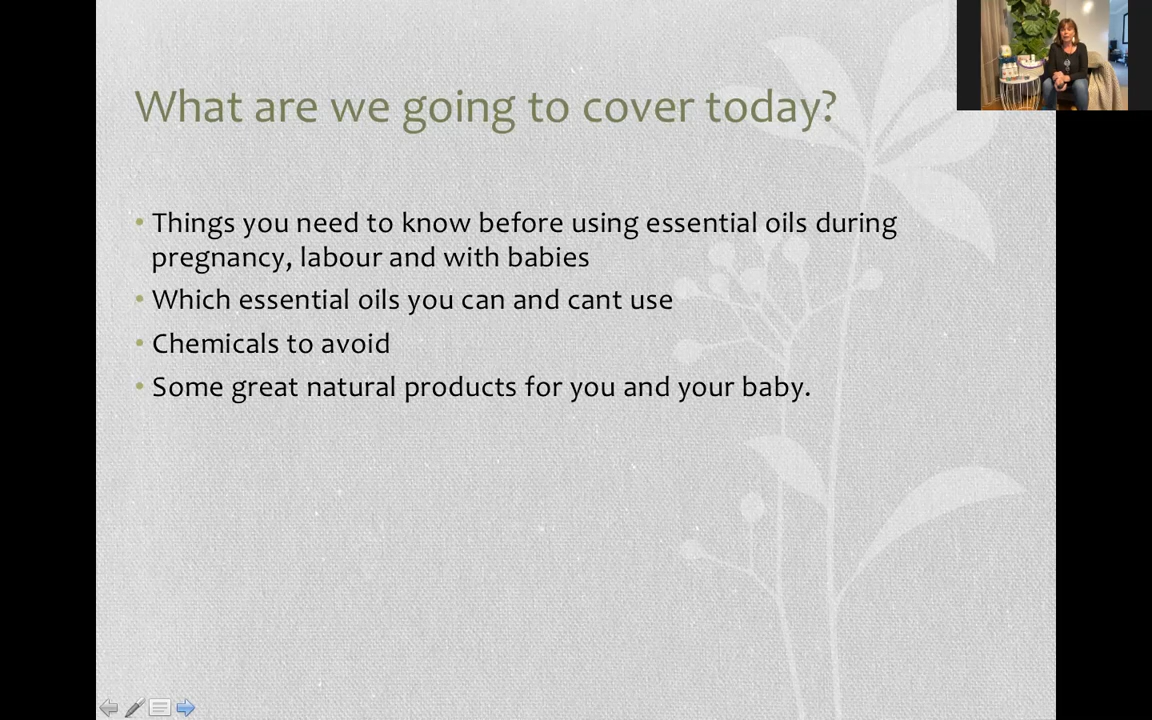 What are we going to cover today?
• Things you need to know before using essential oils during
pregnancy, labour and with babies
• Which essential oils you can and cant use
• Chemicals to avoid
• Some great natural products for you and your baby.